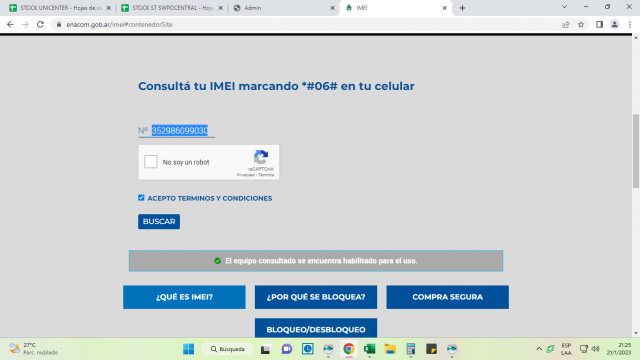 STOCK UNICENTER - Hojas de c
STOCK ST SWPOCENTRAL - Hojas
Admin
IMEI
enacom.gob.ar/imei#contenedorSite
Consultá tu IMEI marcando *#06# en tu celular
Nº 352986099030
No soy un robot
reCAPTCHA
Privacidad - Términos
ACEPTO TERMINOS Y CONDICIONES
BUSCAR
El equipo consultado se encuentra habilitado para el uso.
¿QUÉ ES IMEI?
¿POR QUÉ SE BLOQUEA?
COMPRA SEGURA
BLOQUEO/DESBLOQUEO
27°C
Parc. nublado
Búsqueda
ESP
LAA
21:25
21/1/2023